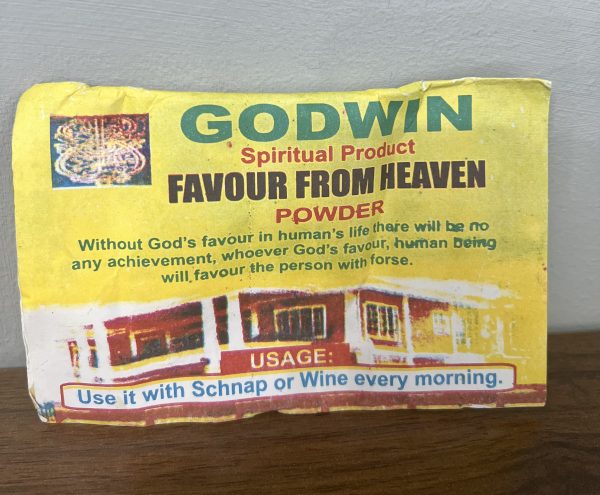 GODWIN
Spiritual Product
FAVOUR FROM HEAVEN
POWDER
Without God's favour in human's life there will be no
any achievement, whoever God's favour, human being
will favour the person with forse.
USAGE:
Use it with Schnap or Wine every morning.